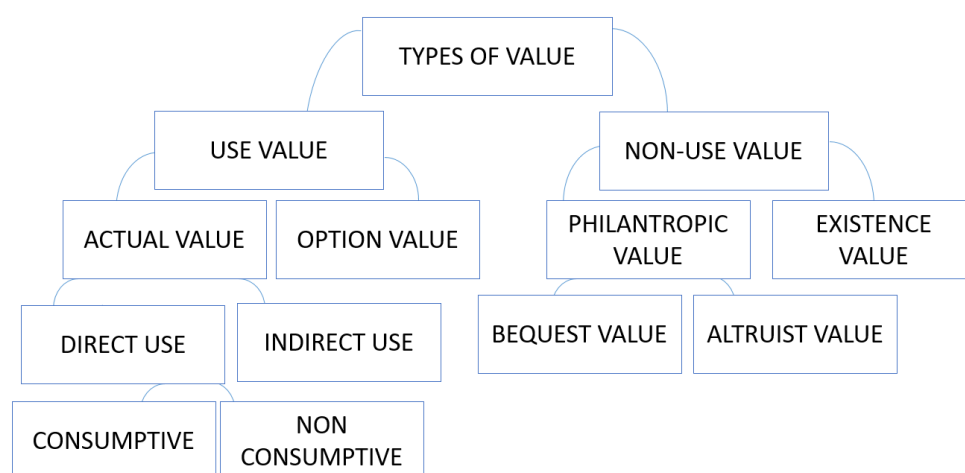 TYPES OF VALUE
USE VALUE
NON-USE VALUE
ACTUAL VALUE
OPTION VALUE
PHILANTROPIC
VALUE
EXISTENCE
VALUE
DIRECT USE
INDIRECT USE
BEQUEST VALUE
ALTRUIST VALUE
CONSUMPTIVE
NON
CONSUMPTIVE